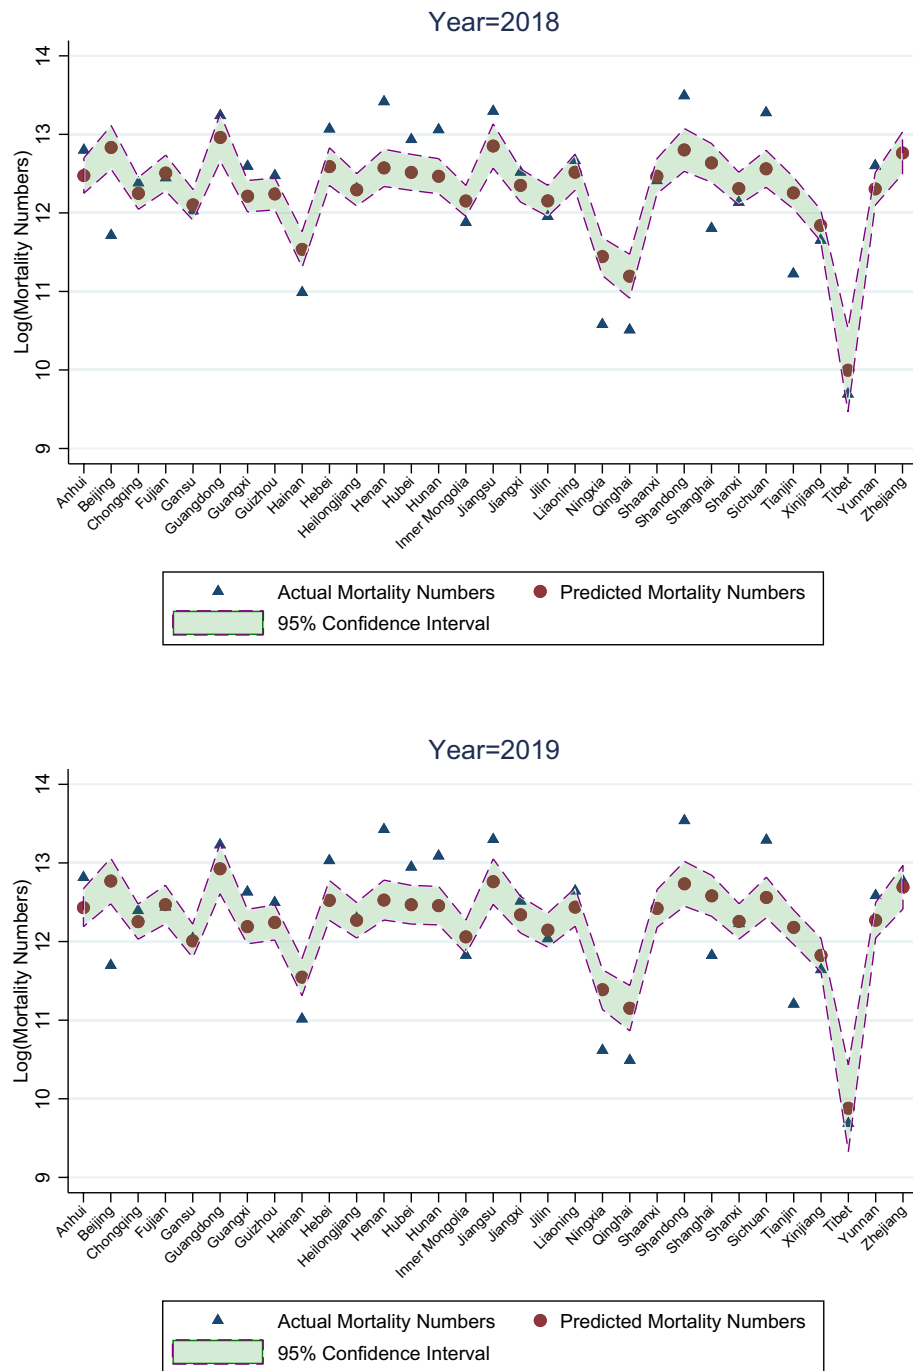 Year=2018
Log(Mortality Numbers)
14
13
12
11
10
9
Anhui
Beijing
Chongqing
Fujian
Gansu
Guangdong
Guangxi
Guizhou
Hainan
Hebei
Heilongjiang
Henan
Hubei
Hunan
Inner Mongolia
Jiangsu
Jiangxi
Jilin
Liaoning
Ningxia
Qinghai
Shaanxi
Shandong
Shanghai
Shanxi
Sichuan
Tianjin
Xinjiang
Tibet
Yunnan
Zhejiang
Actual Mortality Numbers Predicted Mortality Numbers
95% Confidence Interval
Year=2019
Log(Mortality Numbers)
14
13
12
11
10
9
Anhui
Beijing
Chongqing
Fujian
Gansu
Guangdong
Guangxi
Guizhou
Hainan
Hebei
Heilongjiang
Henan
Hubei
Hunan
Inner Mongolia
Jiangsu
Jiangxi
Jilin
Liaoning
Ningxia
Qinghai
Shaanxi
Shandong
Shanghai
Shanxi
Sichuan
Tianjin
Xinjiang
Tibet
Yunnan
Zhejiang
Actual Mortality Numbers Predicted Mortality Numbers
95% Confidence Interval